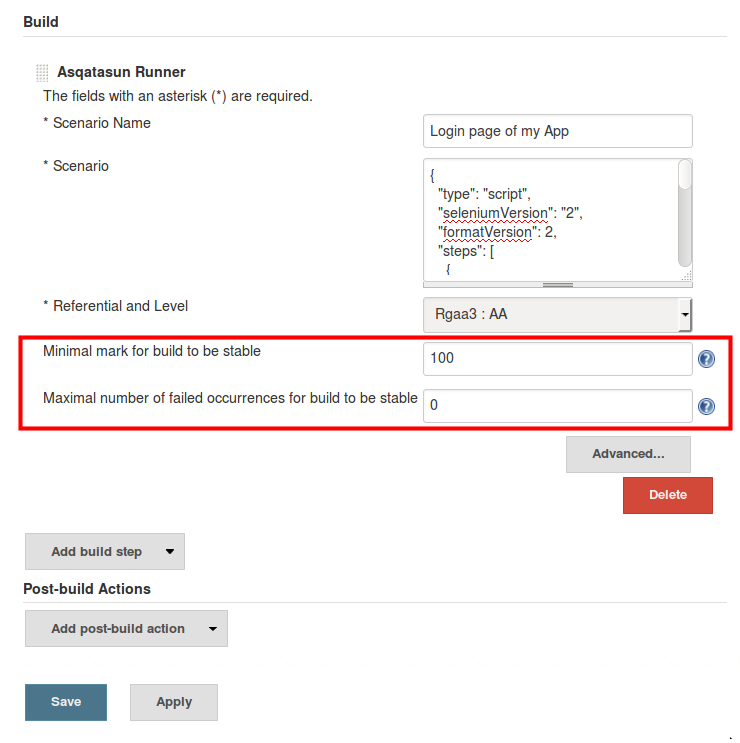 Build
Asqatasun Runner
The fields with an asterisk (*) are required.
* Scenario Name
Login page of my App
* Scenario
{
"type": "script",
"seleniumVersion": "2",
"formatVersion": 2,
"steps": [
{
* Referential and Level
Rgaa3 : AA
Minimal mark for build to be stable
100
?
Maximal number of failed occurrences for build to be stable
0
?
Advanced...
Delete
Add build step
Post-build Actions
Add post-build action
Save
Apply